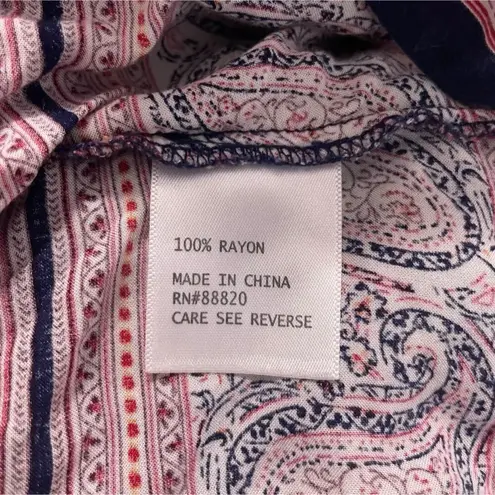 100% RAYON
MADE IN CHINA
RN#88820
CARE SEE REVERSE